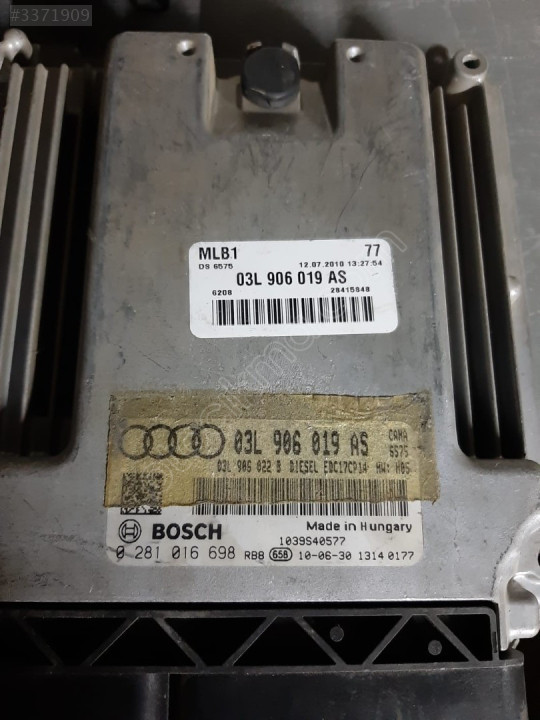 #3371909
MLB1 77
DS 6575 12.07.2010 13:27:54
03L 906 019 AS
6208 28415848
03L 906 019 AS CAMA
6575
03L 906 022 B DIESEL EDC17CP14 HW: H05
BOSCH Made in Hungary
1039S40577
0 281 016 698 RBB 658 10-06-30 1314 0177